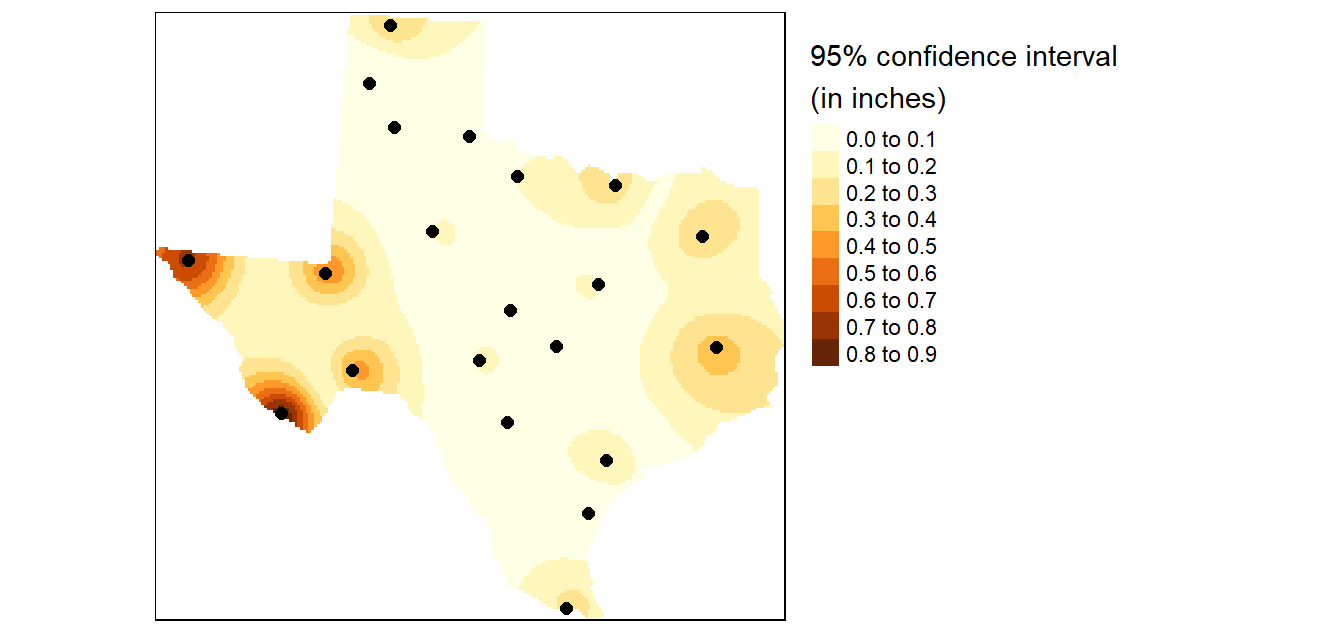 95% confidence interval
(in inches)
0.0 to 0.1
0.1 to 0.2
0.2 to 0.3
0.3 to 0.4
0.4 to 0.5
0.5 to 0.6
0.6 to 0.7
0.7 to 0.8
0.8 to 0.9